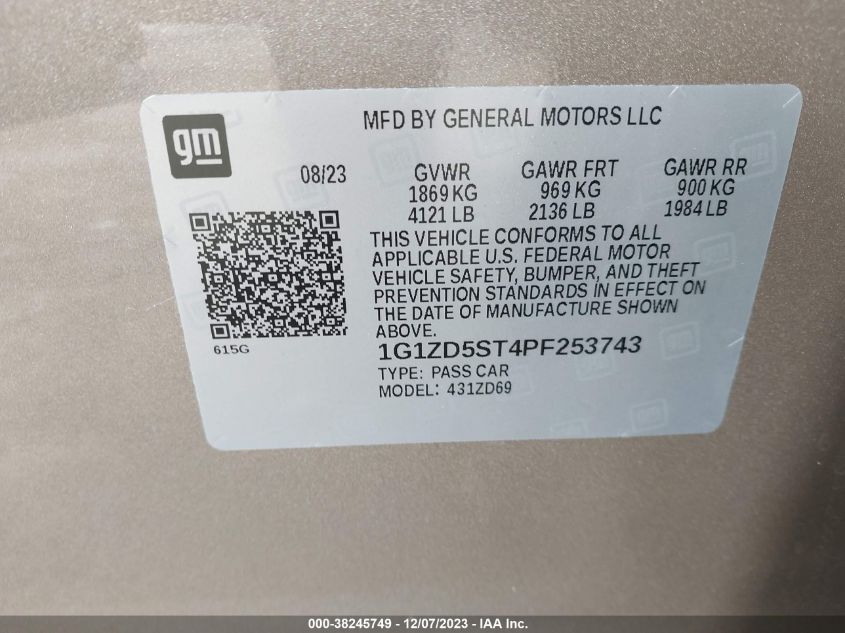 gm
MFD BY GENERAL MOTORS LLC
08/23
GVWR GAWR FRT GAWR RR
1869 KG 969 KG 900 KG
4121 LB 2136 LB 1984 LB
THIS VEHICLE CONFORMS TO ALL
APPLICABLE U.S. FEDERAL MOTOR
VEHICLE SAFETY, BUMPER, AND THEFT
PREVENTION STANDARDS IN EFFECT ON
THE DATE OF MANUFACTURE SHOWN
ABOVE.
615G
1G1ZD5ST4PF253743
TYPE: PASS CAR
MODEL: 431ZD69
000-38245749 - 12/07/2023 - IAA Inc.